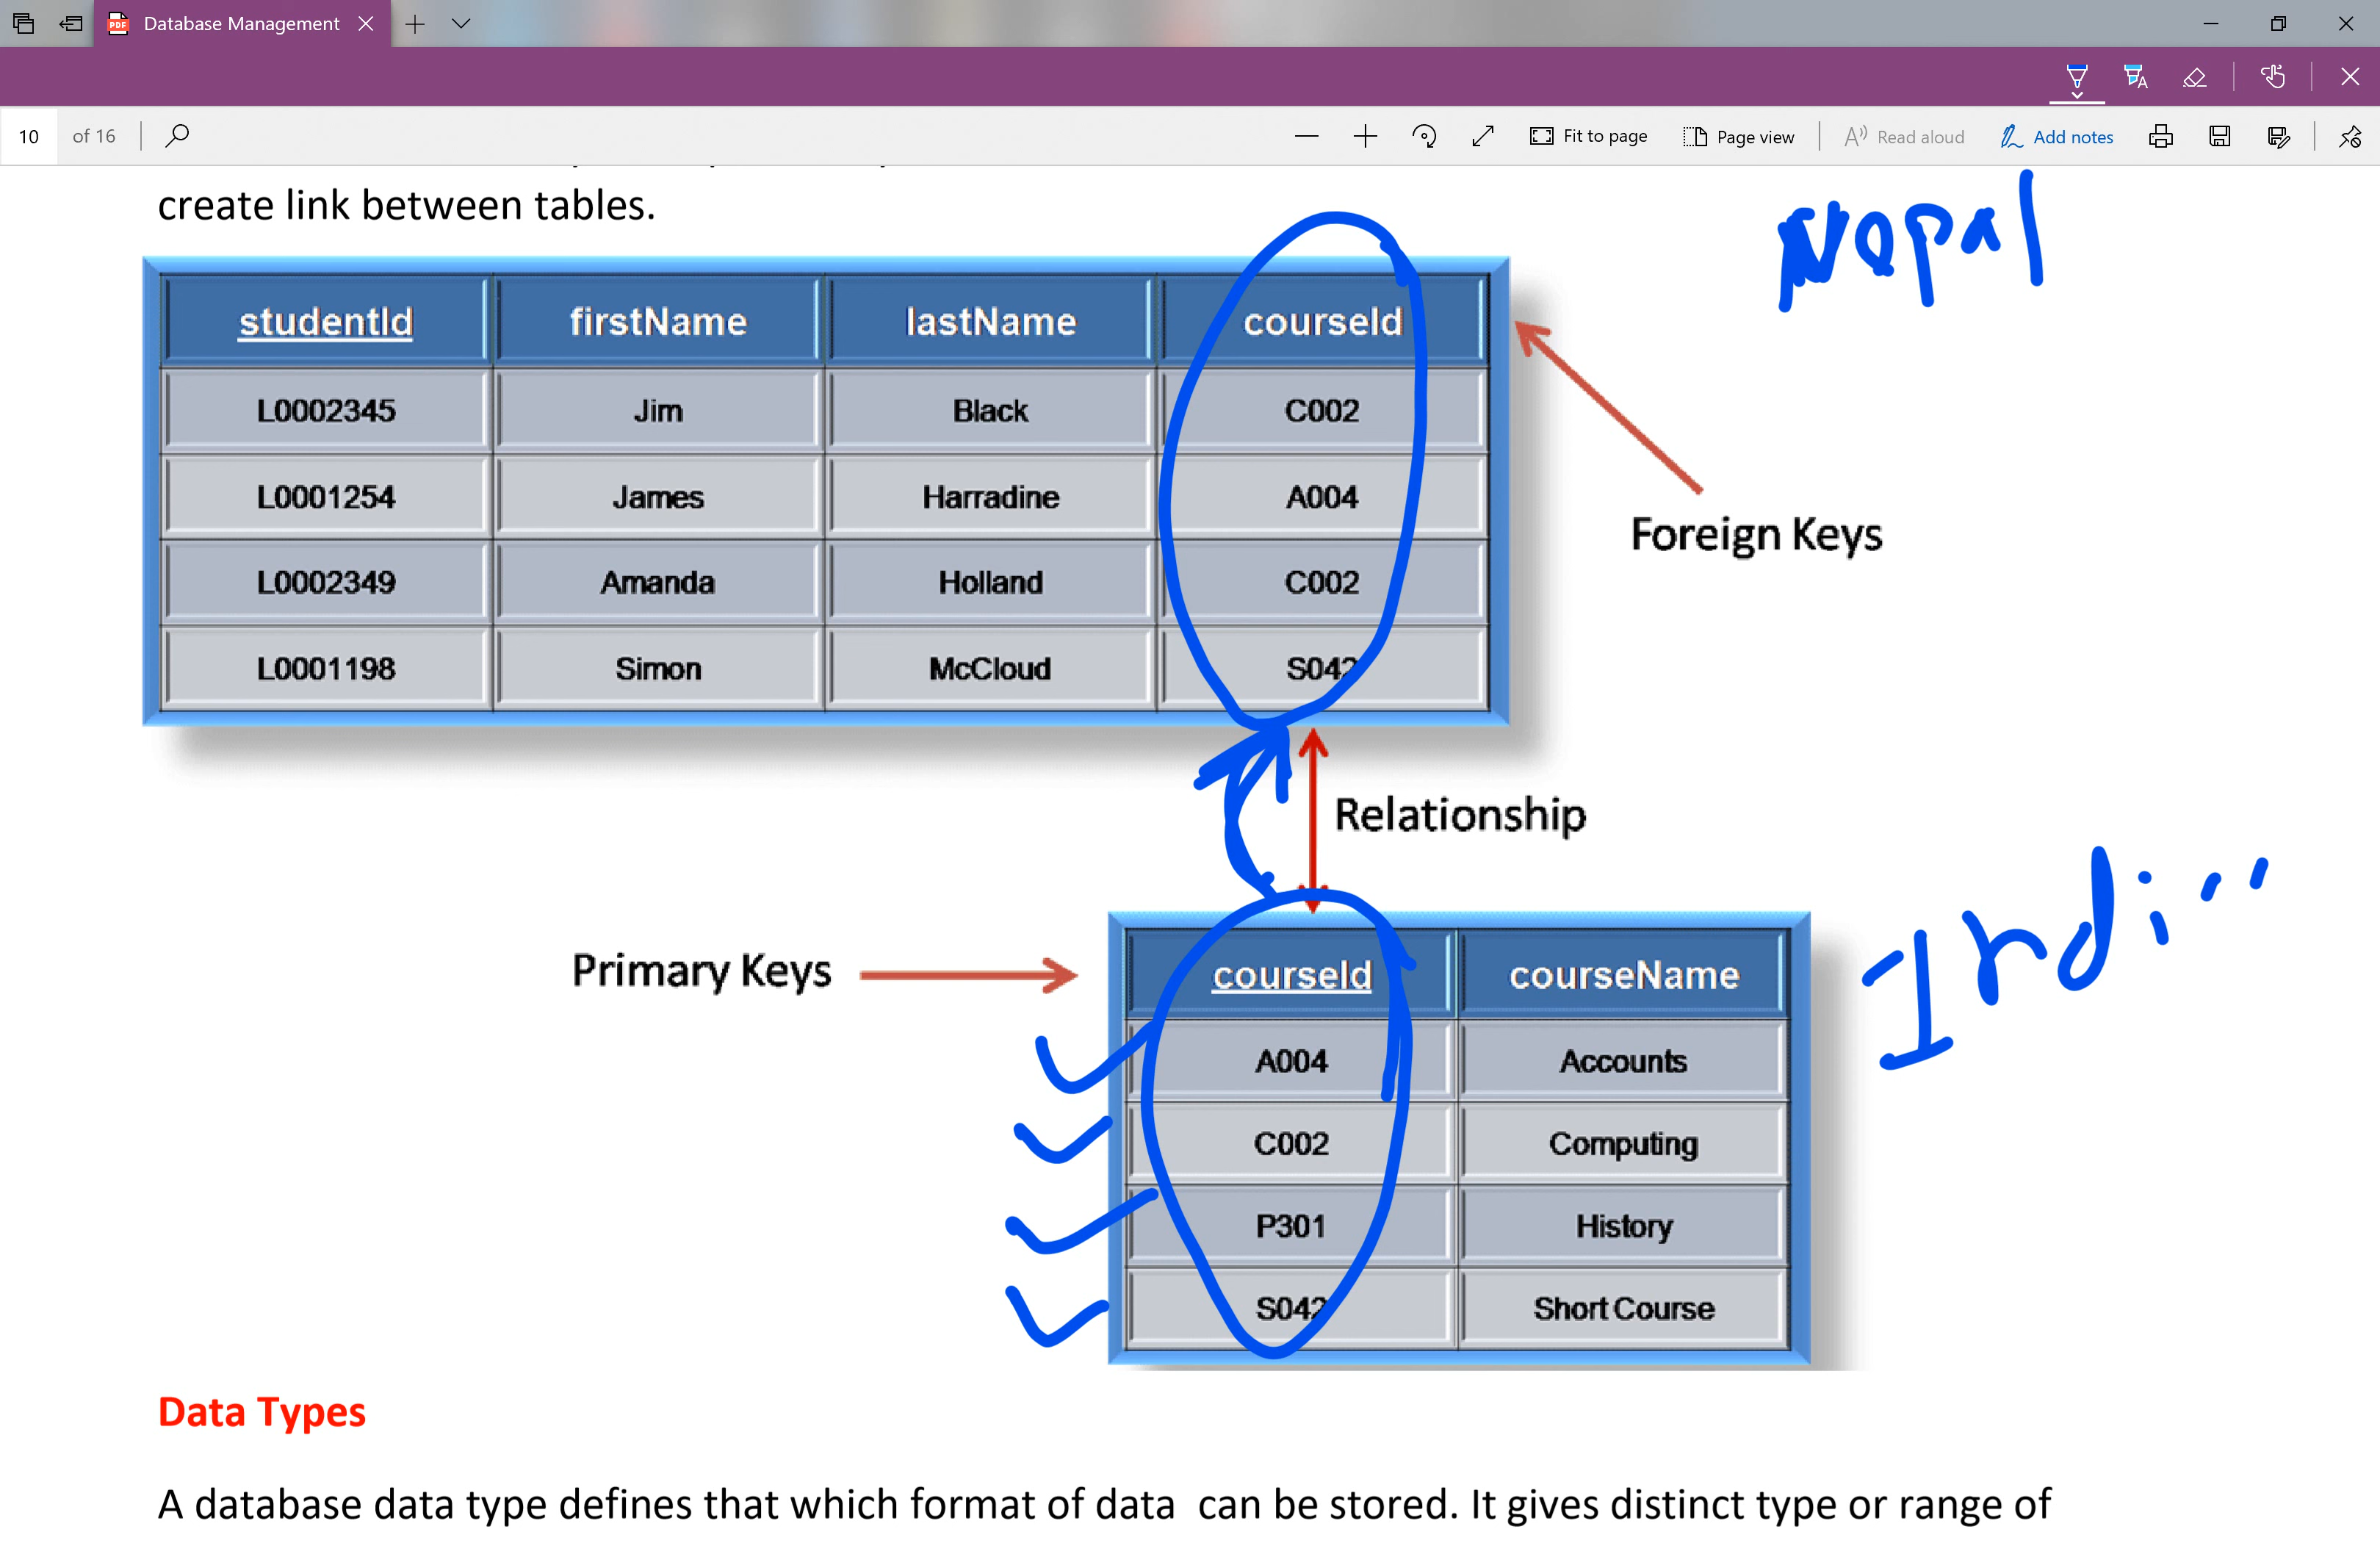 Database Management
10 of 16 Fit to page Page view Read aloud Add notes
create link between tables.
Nopal
studentId firstName lastName courseId
L0002345 Jim Black C002
L0001254 James Harradine A004
Foreign Keys
L0002349 Amanda Holland C002
L0001198 Simon McCloud S042
Relationship
Indi...
Primary Keys
courseId courseName
A004 Accounts
C002 Computing
P301 History
S042 Short Course
Data Types
A database data type defines that which format of data can be stored. It gives distinct type or range of